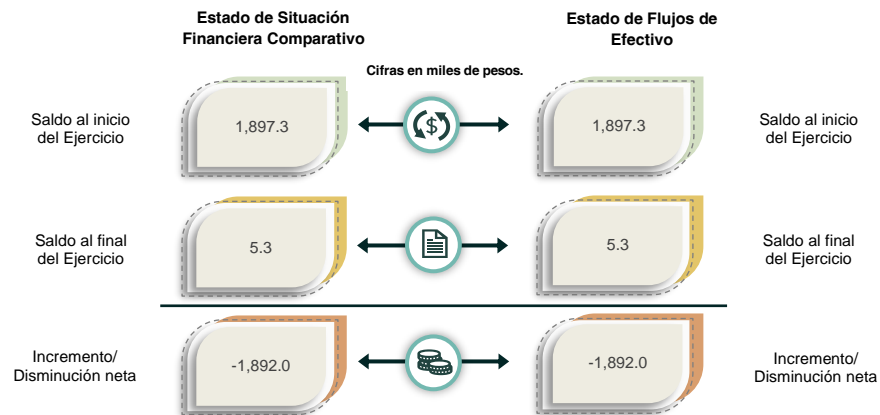 Estado de Situación
Financiera Comparativo
Estado de Flujos de
Efectivo
Cifras en miles de pesos.
Saldo al inicio
del Ejercicio
1,897.3
$
1,897.3
Saldo al inicio
del Ejercicio
Saldo al final
del Ejercicio
5.3
5.3
Saldo al final
del Ejercicio
Incremento/
Disminución neta
-1,892.0
-1,892.0
Incremento/
Disminución neta